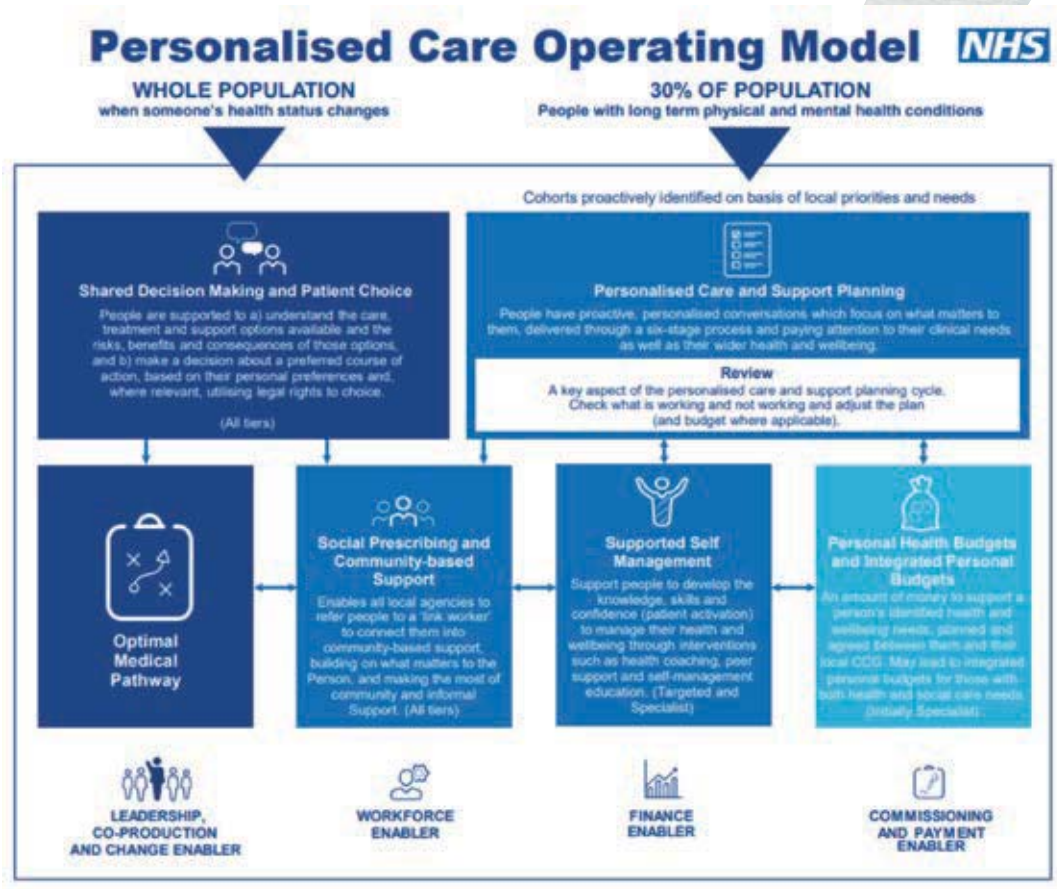 Personalised Care Operating Model
NHS
WHOLE POPULATION
when someone's health status changes
30% OF POPULATION
People with long term physical and mental health conditions
Cohorts proactively identified on basis of local priorities and needs
Shared Decision Making and Patient Choice
People are supported to a) understand the care,
treatment and support options available and the
risks, benefits and consequences of those options,
and b) make a decision about a preferred course of
action, based on their personal preferences and,
where relevant, utilising legal rights to choice.
(All tiers)
Personalised Care and Support Planning
People have proactive, personalised conversations which focus on what matters to
them, delivered through a six-stage process and paying attention to their clinical needs
as well as their wider health and wellbeing.
Review
A key aspect of the personalised care and support planning cycle.
Check what is working and not working and adjust the plan
(and budget where applicable).
Optimal
Medical
Pathway
Social Prescribing and
Community-based
Support
Enables all local agencies to
refer people to a 'link worker'
to connect them into
community-based support,
building on what matters to the
Person, and making the most of
community and informal
Support. (All tiers)
Supported Self
Management
Support people to develop the
knowledge, skills and
confidence (patient activation)
to manage their health and
wellbeing through interventions
such as health coaching, peer
support and self-management
education. (Targeted and
Specialist)
Personal Health Budgets
and Integrated Personal
Budgets
An amount of money to support a
person's identified health and
wellbeing needs, planned and
agreed between them and their
local CCG. May lead to integrated
personal budgets for those with
both health and social care needs.
(Initially Specialist)
LEADERSHIP,
CO-PRODUCTION
AND CHANGE ENABLER
WORKFORCE
ENABLER
FINANCE
ENABLER
COMMISSIONING
AND PAYMENT
ENABLER